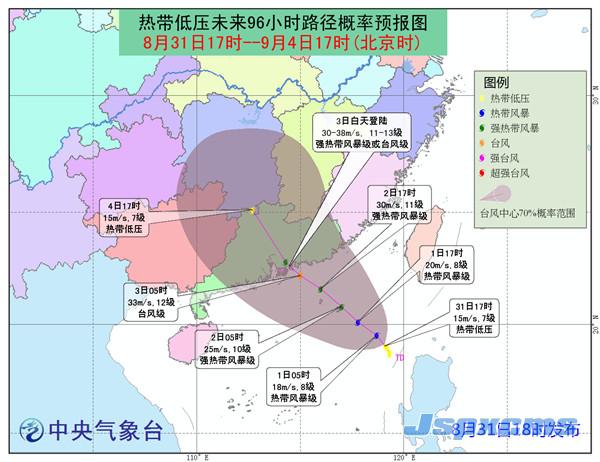 热带低压未来96小时路径概率预报图
8月31日17时--9月4日17时(北京时)
图例
热带低压
热带风暴
强热带风暴
台风
强台风
超强台风
台风中心70%概率范围
30°N
20°N
3日白天登陆
30-38m/s, 11-13级
强热带风暴级或台风级
2日17时
30m/s,11级
强热带风暴级
4日17时
15m/s,7级
热带低压
1日17时
20m/s,8级
热带风暴级
3日05时
33m/s,12级
台风级
31日17时
15m/s,7级
热带低压
2日05时
25m/s,10级
强热带风暴级
1日05时
18m/s,8级
热带风暴级
TD
中央气象台
8月31日18时发布
110°E
120°E